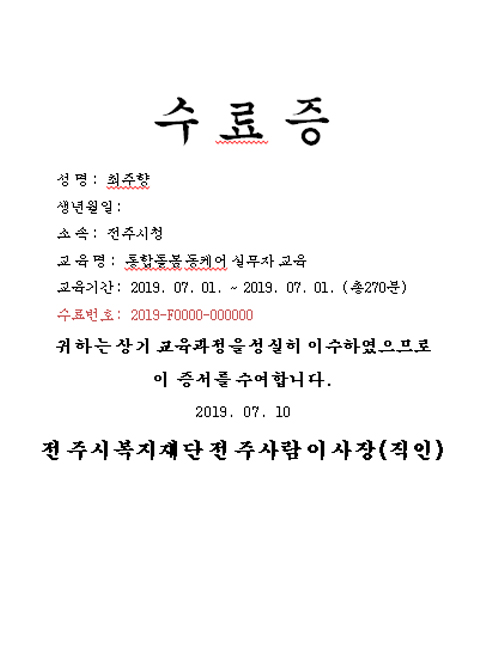 수 료 증
성 명 : 최주향
생년월일 :
소 속 : 전주시청
교 육 명 : 통합돌봄 동케어 실무자 교육
교육기간 : 2019. 07. 01. ~ 2019. 07. 01. (총270분)
수료번호 : 2019-F0000-000000
귀하는 상기 교육과정을 성실히 이수하였으므로
이 증서를 수여합니다.
2019. 07. 10
전주시복지재단 전주사람 이사장(직인)